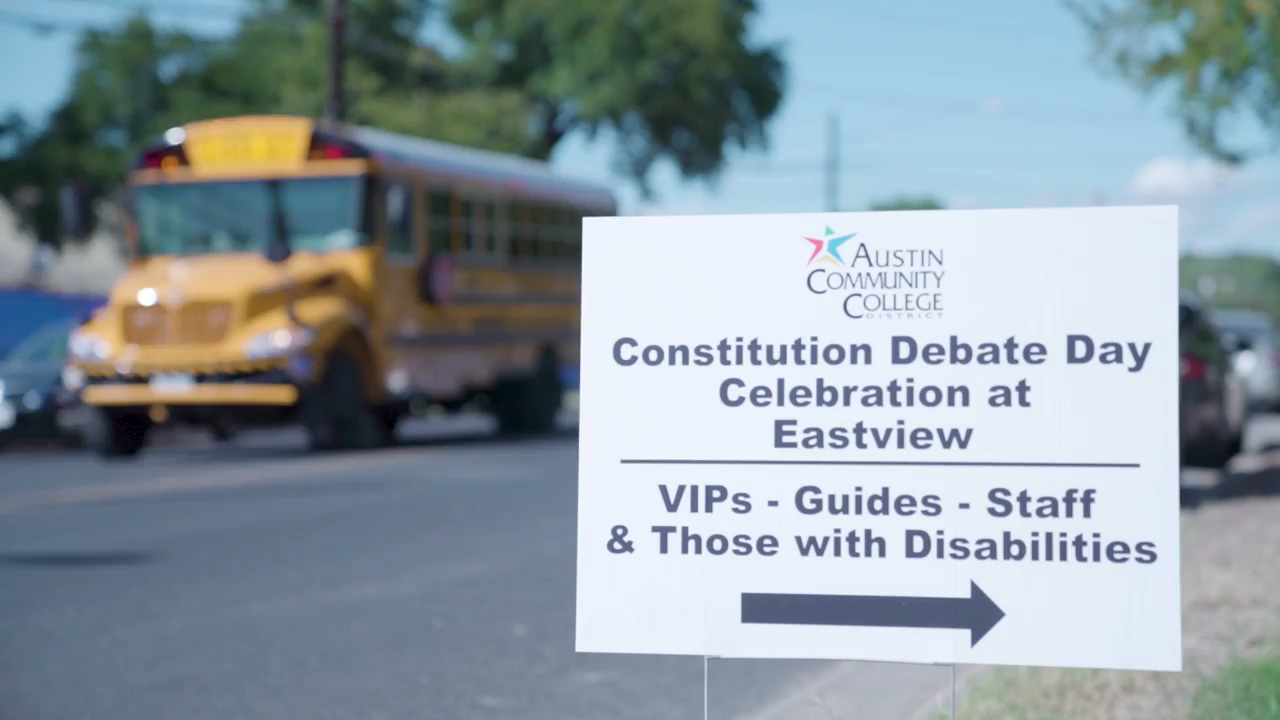 AUSTIN
COMMUNITY
COLLEGE
DISTRICT
Constitution Debate Day
Celebration at
Eastview
VIPs - Guides - Staff
& Those with Disabilities